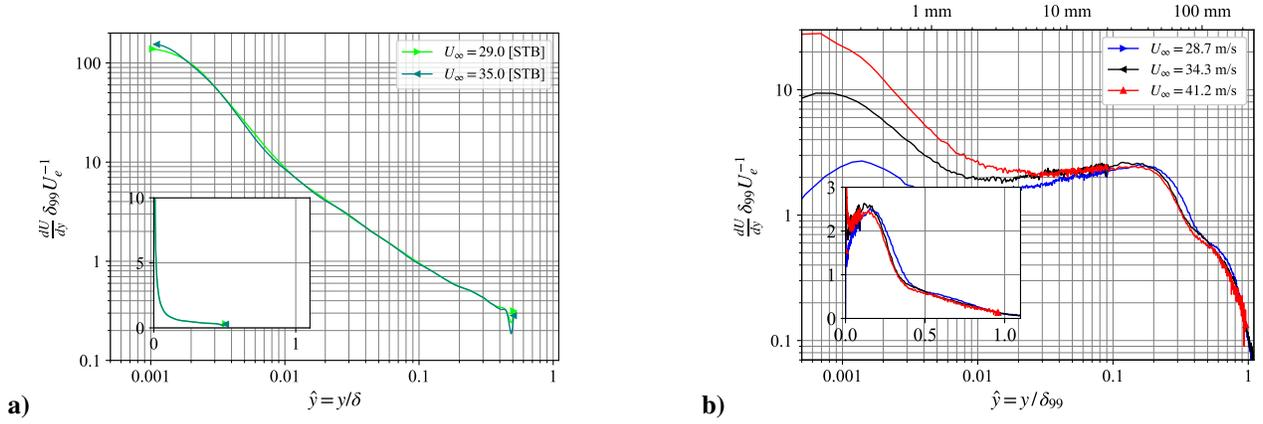 1 mm 10 mm 100 mm
100
10
1
0.1
0.001 0.01 0.1 1
10
5
0
0 1
U∞ = 29.0 [STB]
U∞ = 35.0 [STB]
dU/dy δ99 Ue^-1
ŷ = y/δ
a)
10
1
0.1
0.001 0.01 0.1 1
3
2
1
0
0.0 0.5 1.0
U∞ = 28.7 m/s
U∞ = 34.3 m/s
U∞ = 41.2 m/s
dU/dy δ99 Ue^-1
ŷ = y / δ99
b)